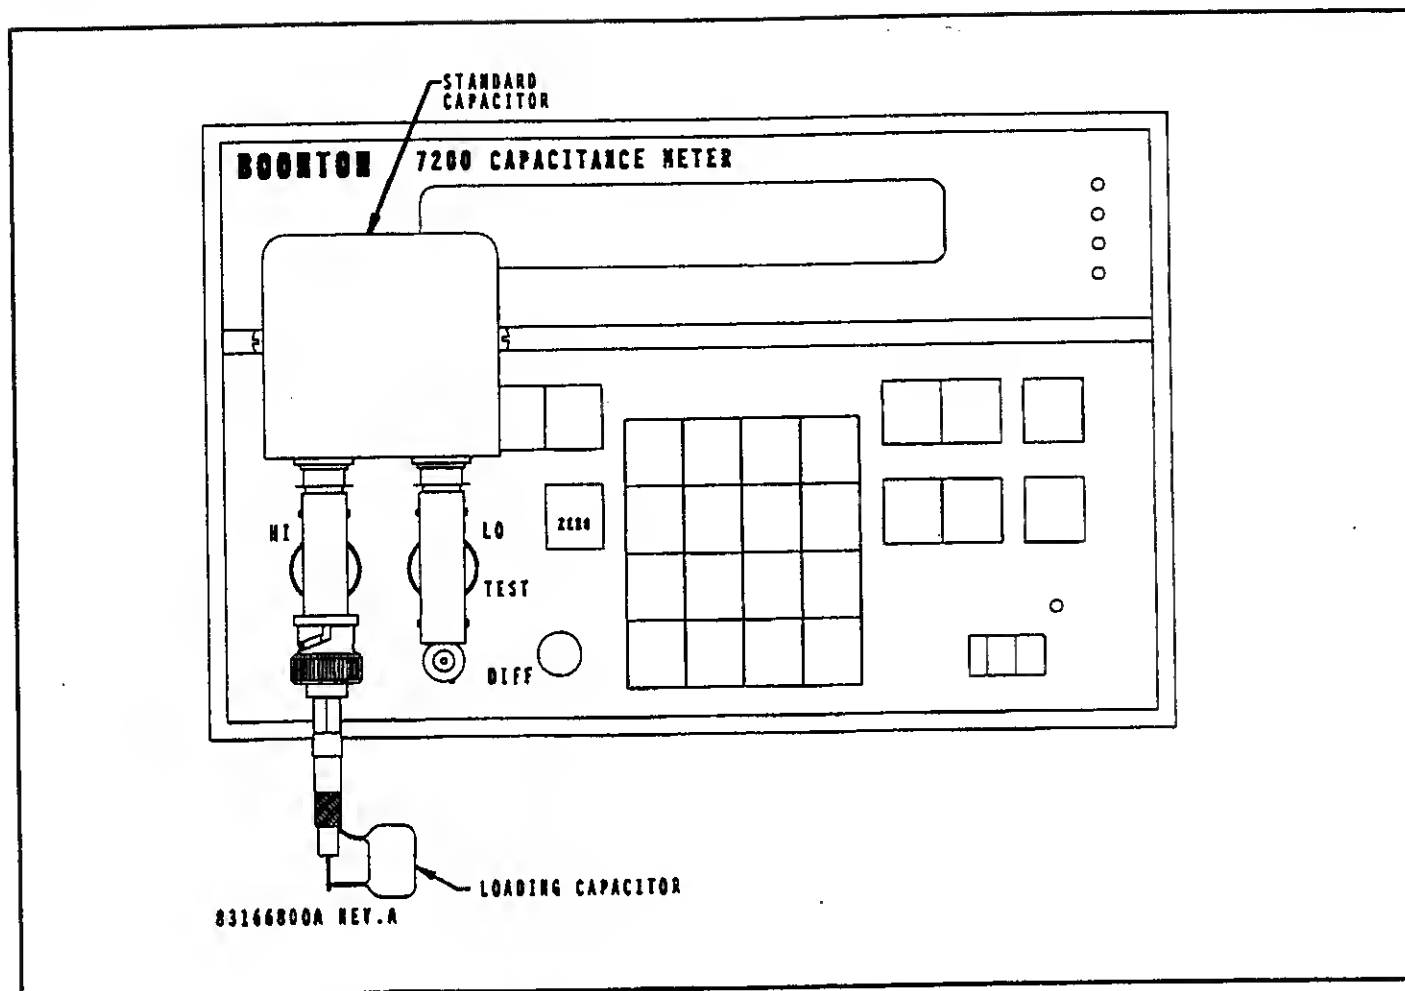 STANDARD
CAPACITOR
BOONTON 7200 CAPACITANCE METER
HI
LO
ZERO
TEST
DIFF
LOADING CAPACITOR
83166800A REV.A